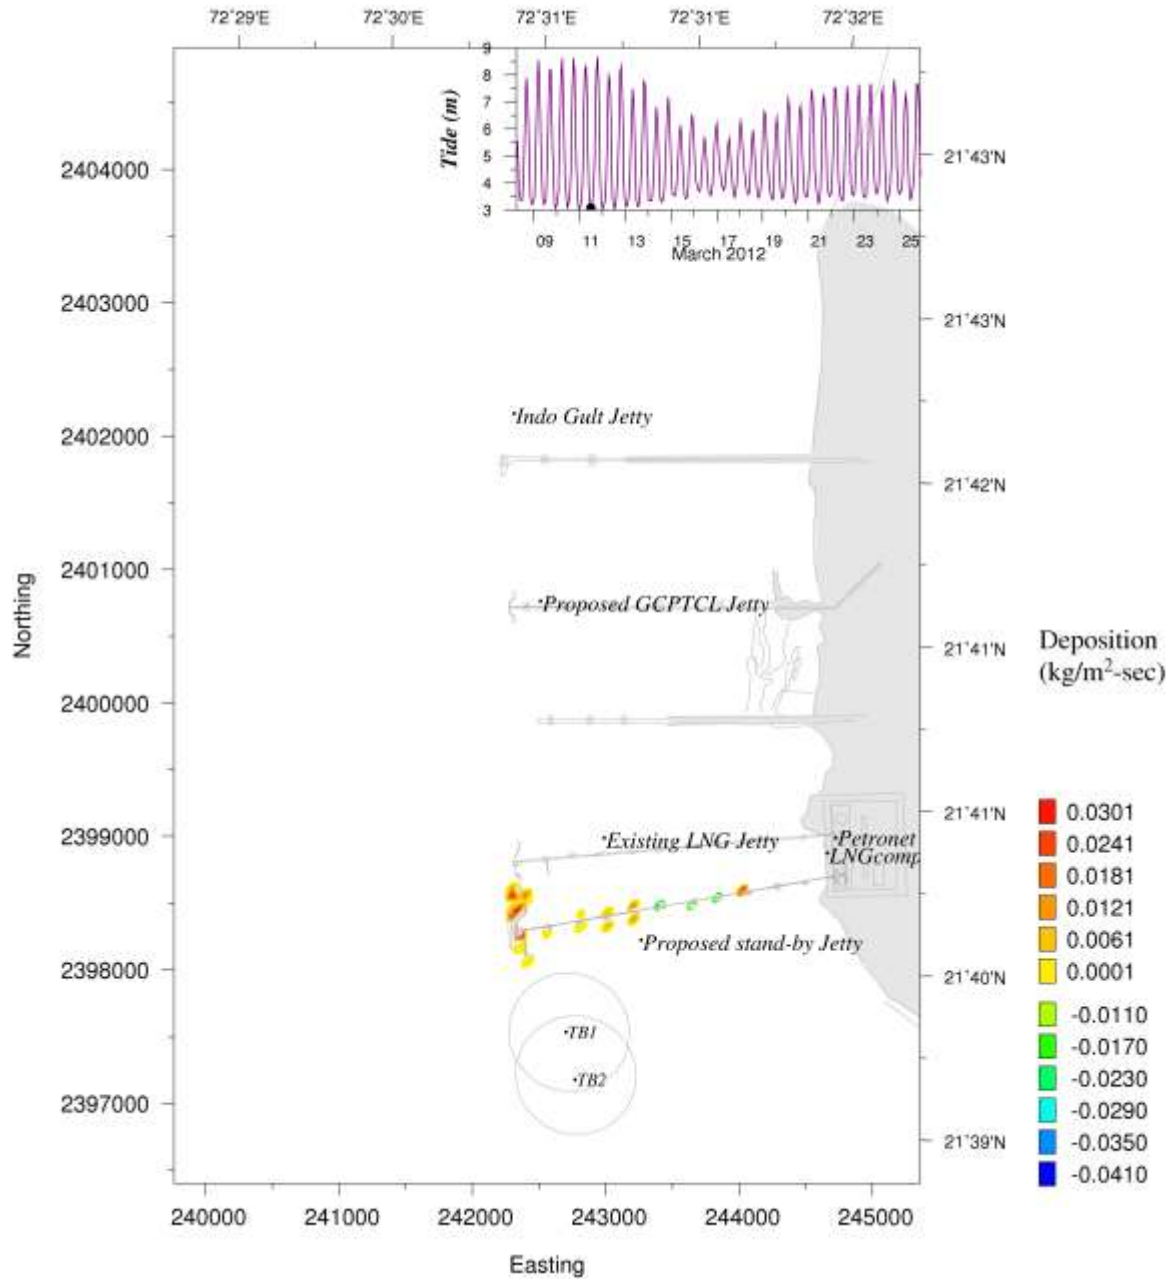 72°29'E 72°30'E 72°31'E 72°31'E 72°32'E
9
8
7
6
5
4
3
Tide (m)
09 11 13 15 17 19 21 23 25
March 2012
2404000
2403000
2402000
2401000
2400000
2399000
2398000
2397000
Northing
21°43'N
21°43'N
21°42'N
21°41'N
21°41'N
21°40'N
21°39'N
Indo Gult Jetty
Proposed GCPTCL Jetty
Existing LNG Jetty
Petronet
LNGcomp
Proposed stand-by Jetty
TB1
TB2
240000 241000 242000 243000 244000 245000
Easting
Deposition
(kg/m²-sec)
0.0301
0.0241
0.0181
0.0121
0.0061
0.0001
-0.0110
-0.0170
-0.0230
-0.0290
-0.0350
-0.0410